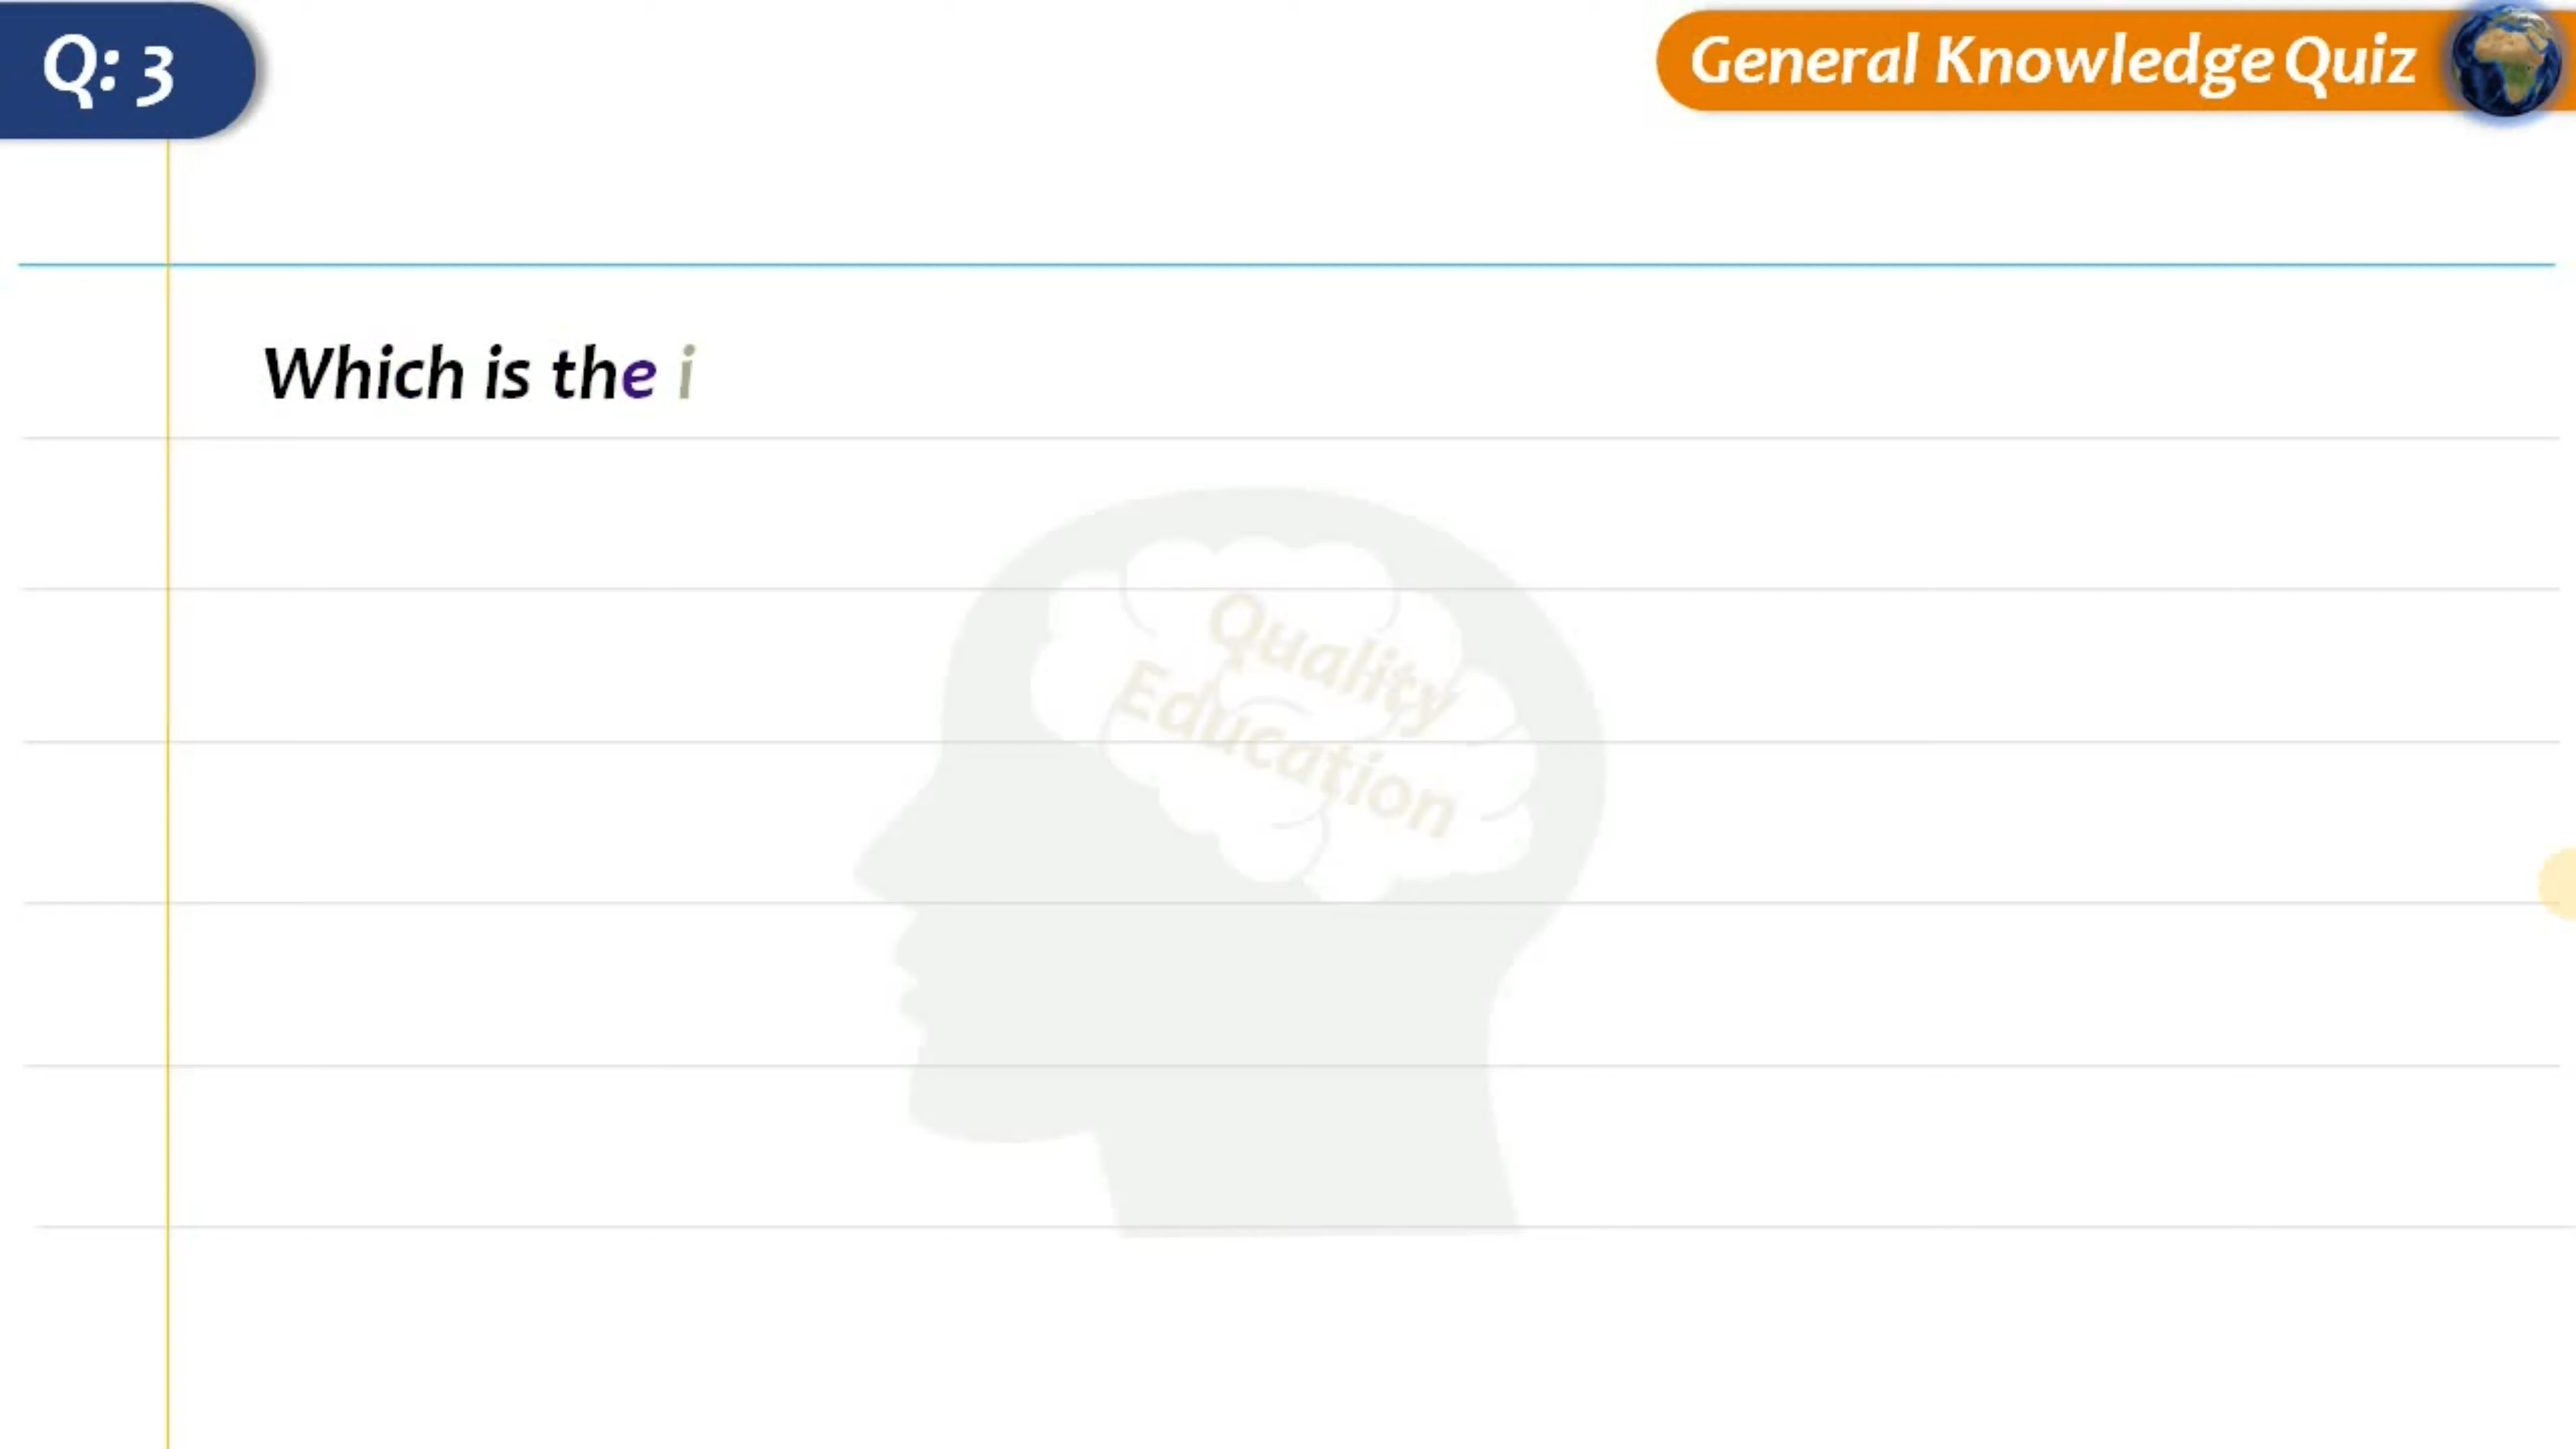 Q: 3
General Knowledge Quiz
Which is the i
Quality
Education